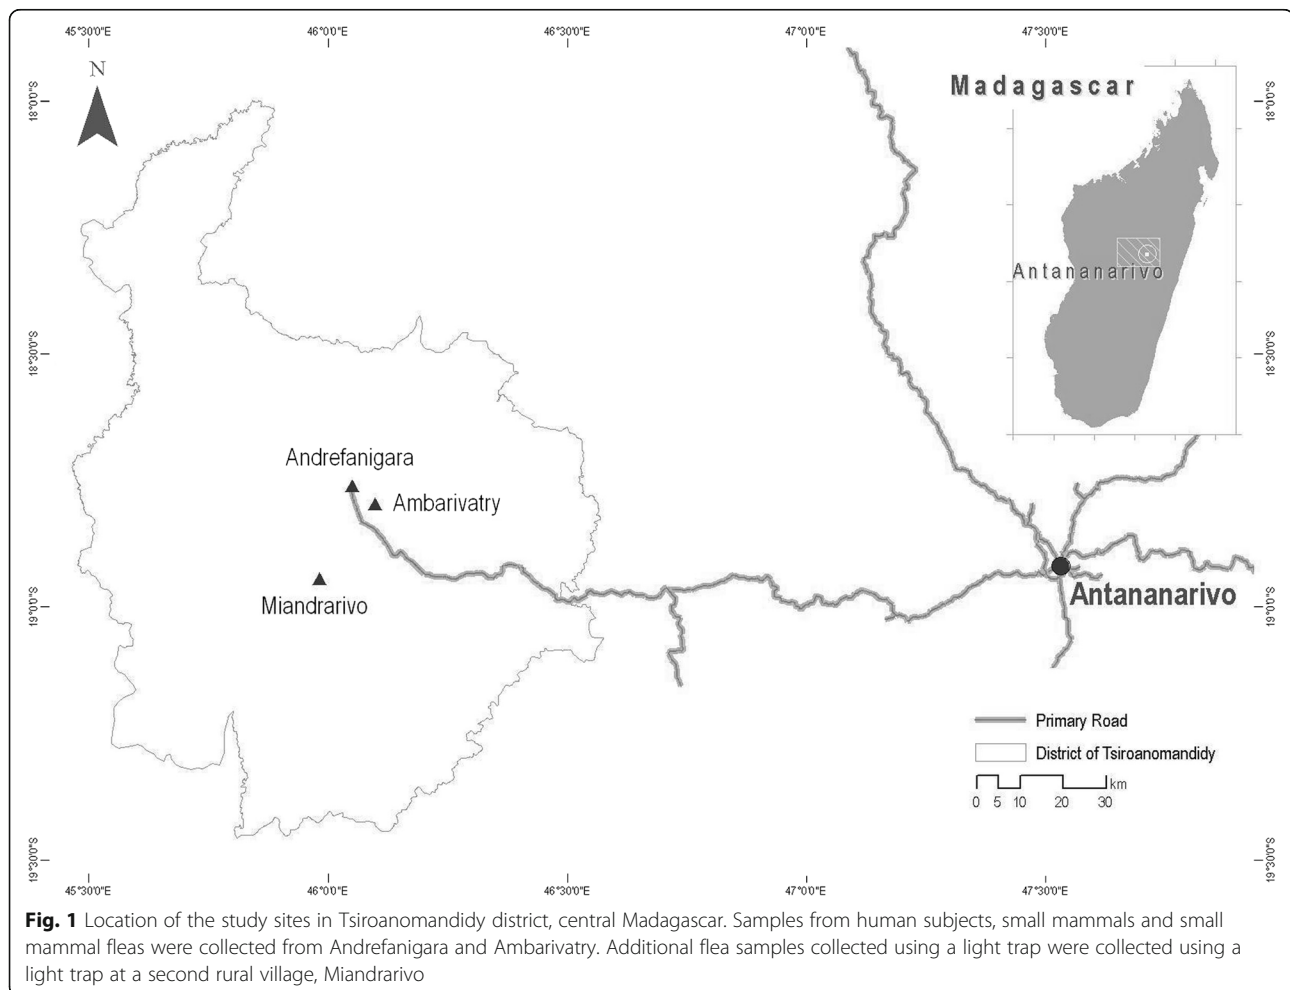 45°30'0"E
46°0'0"E
46°30'0"E
47°0'0"E
47°30'0"E
N
Madagascar
18°0'0"S
18°0'0"S
Antananarivo
18°30'0"S
18°30'0"S
Andrefanigara
Ambarivatry
Miandrarivo
Antananarivo
19°0'0"S
19°0'0"S
Primary Road
District of Tsiroanomandidy
km
0 5 10 20 30
19°30'0"S
19°30'0"S
45°30'0"E
46°0'0"E
46°30'0"E
47°0'0"E
47°30'0"E
Fig. 1 Location of the study sites in Tsiroanomandidy district, central Madagascar. Samples from human subjects, small mammals and small
mammal fleas were collected from Andrefanigara and Ambarivatry. Additional flea samples collected using a light trap were collected using a
light trap at a second rural village, Miandrarivo